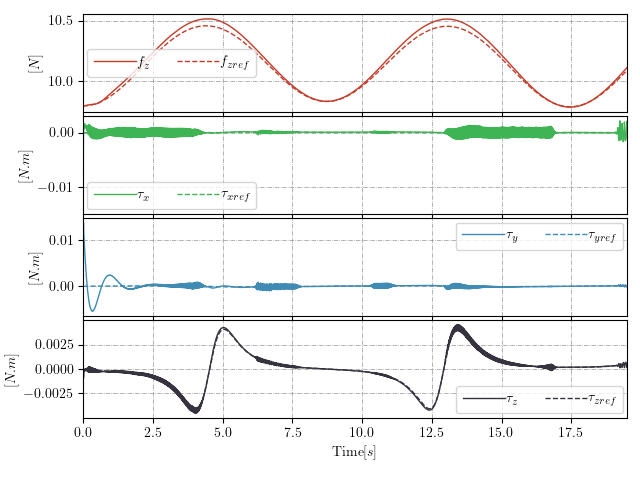 10.5
10.0
[N]
f_z f_zref
0.00
−0.01
[N.m]
τ_x τ_xref
0.01
0.00
[N.m]
τ_y τ_yref
0.0025
0.0000
−0.0025
[N.m]
τ_z τ_zref
0.0 2.5 5.0 7.5 10.0 12.5 15.0 17.5
Time[s]